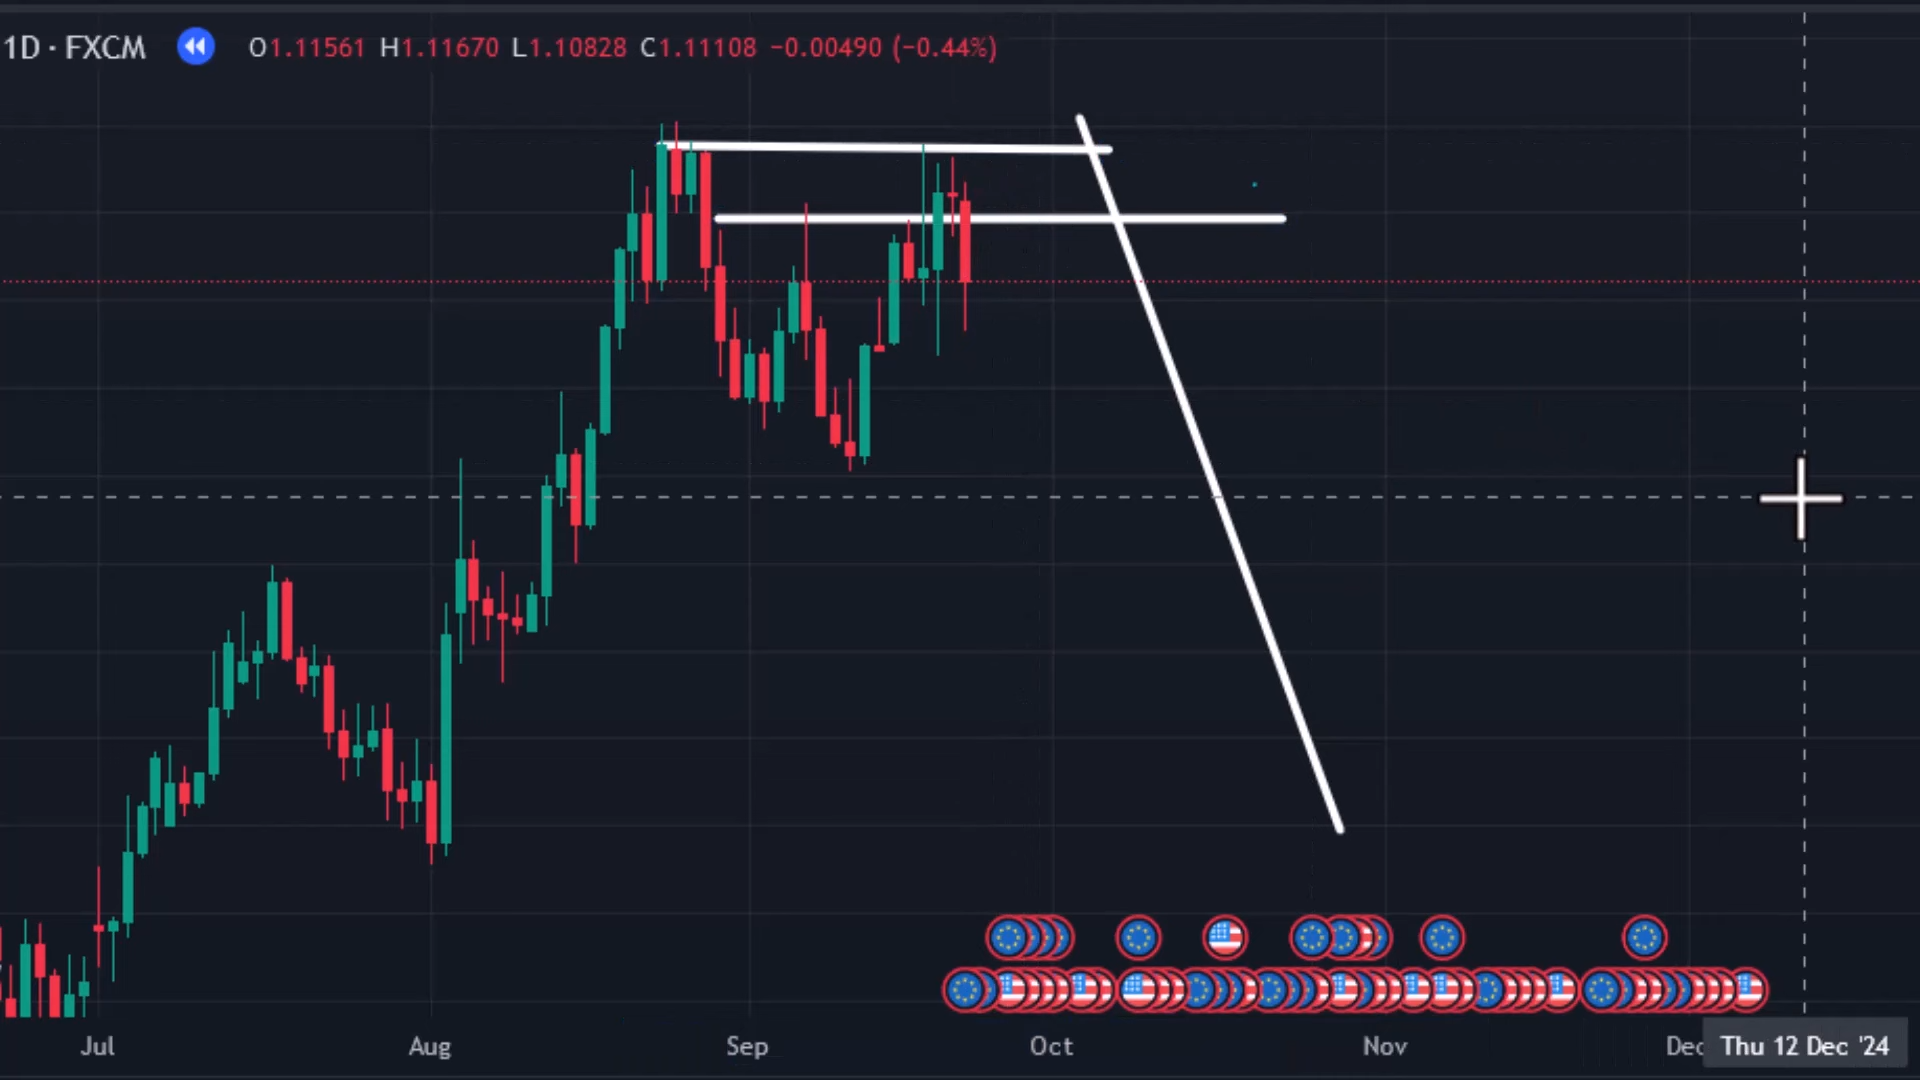 1D · FXCM O1.11561 H1.11670 L1.10828 C1.11108 −0.00490 (−0.44%)
Jul Aug Sep Oct Nov Dec Thu 12 Dec '24